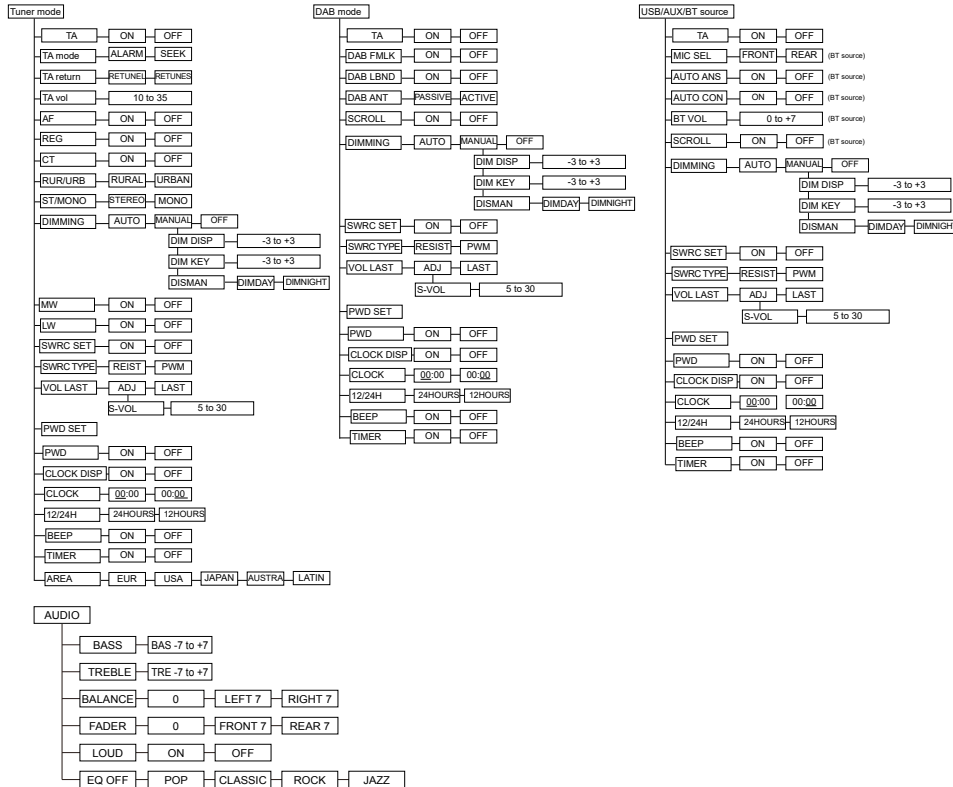 Tuner mode
TA ON OFF
TA mode ALARM SEEK
TA return RETUNEL RETUNES
TA vol 10 to 35
AF ON OFF
REG ON OFF
CT ON OFF
RUR/URB RURAL URBAN
ST/MONO STEREO MONO
DIMMING AUTO MANUAL OFF
DIM DISP -3 to +3
DIM KEY -3 to +3
DISMAN DIMDAY DIMNIGHT
MW ON OFF
LW ON OFF
SWRC SET ON OFF
SWRC TYPE REIST PWM
VOL LAST ADJ LAST
S-VOL 5 to 30
PWD SET
PWD ON OFF
CLOCK DISP ON OFF
CLOCK 00:00 00:00
12/24H 24HOURS 12HOURS
BEEP ON OFF
TIMER ON OFF
AREA EUR USA JAPAN AUSTRA LATIN
DAB mode
TA ON OFF
DAB FMLK ON OFF
DAB LBND ON OFF
DAB ANT PASSIVE ACTIVE
SCROLL ON OFF
DIMMING AUTO MANUAL OFF
DIM DISP -3 to +3
DIM KEY -3 to +3
DISMAN DIMDAY DIMNIGHT
SWRC SET ON OFF
SWRC TYPE RESIST PWM
VOL LAST ADJ LAST
S-VOL 5 to 30
PWD SET
PWD ON OFF
CLOCK DISP ON OFF
CLOCK 00:00 00:00
12/24H 24HOURS 12HOURS
BEEP ON OFF
TIMER ON OFF
USB/AUX/BT source
TA ON OFF
MIC SEL FRONT REAR (BT source)
AUTO ANS ON OFF (BT source)
AUTO CON ON OFF (BT source)
BT VOL 0 to +7 (BT source)
SCROLL ON OFF (BT source)
DIMMING AUTO MANUAL OFF
DIM DISP -3 to +3
DIM KEY -3 to +3
DISMAN DIMDAY DIMNIGH
SWRC SET ON OFF
SWRC TYPE RESIST PWM
VOL LAST ADJ LAST
S-VOL 5 to 30
PWD SET
PWD ON OFF
CLOCK DISP ON OFF
CLOCK 00:00 00:00
12/24H 24HOURS 12HOURS
BEEP ON OFF
TIMER ON OFF
AUDIO
BASS BAS -7 to +7
TREBLE TRE -7 to +7
BALANCE 0 LEFT 7 RIGHT 7
FADER 0 FRONT 7 REAR 7
LOUD ON OFF
EQ OFF POP CLASSIC ROCK JAZZ